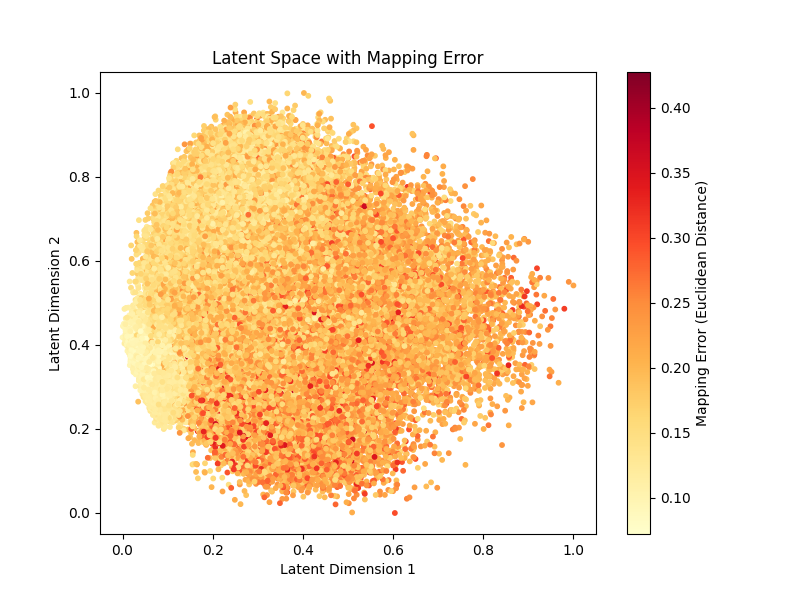 Latent Space with Mapping Error
1.0
0.8
0.6
0.4
0.2
0.0
Latent Dimension 2
0.0 0.2 0.4 0.6 0.8 1.0
Latent Dimension 1
0.40
0.35
0.30
0.25
0.20
0.15
0.10
Mapping Error (Euclidean Distance)